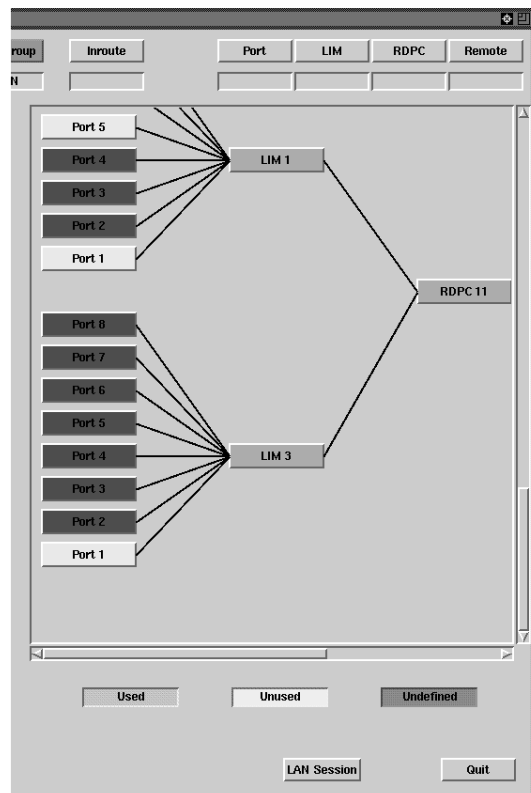 roup Inroute Port LIM RDPC Remote
N
Port 5
Port 4
LIM 1
Port 3
Port 2
Port 1
RDPC 11
Port 8
Port 7
Port 6
Port 5
Port 4
LIM 3
Port 3
Port 2
Port 1
Used Unused Undefined
LAN Session Quit